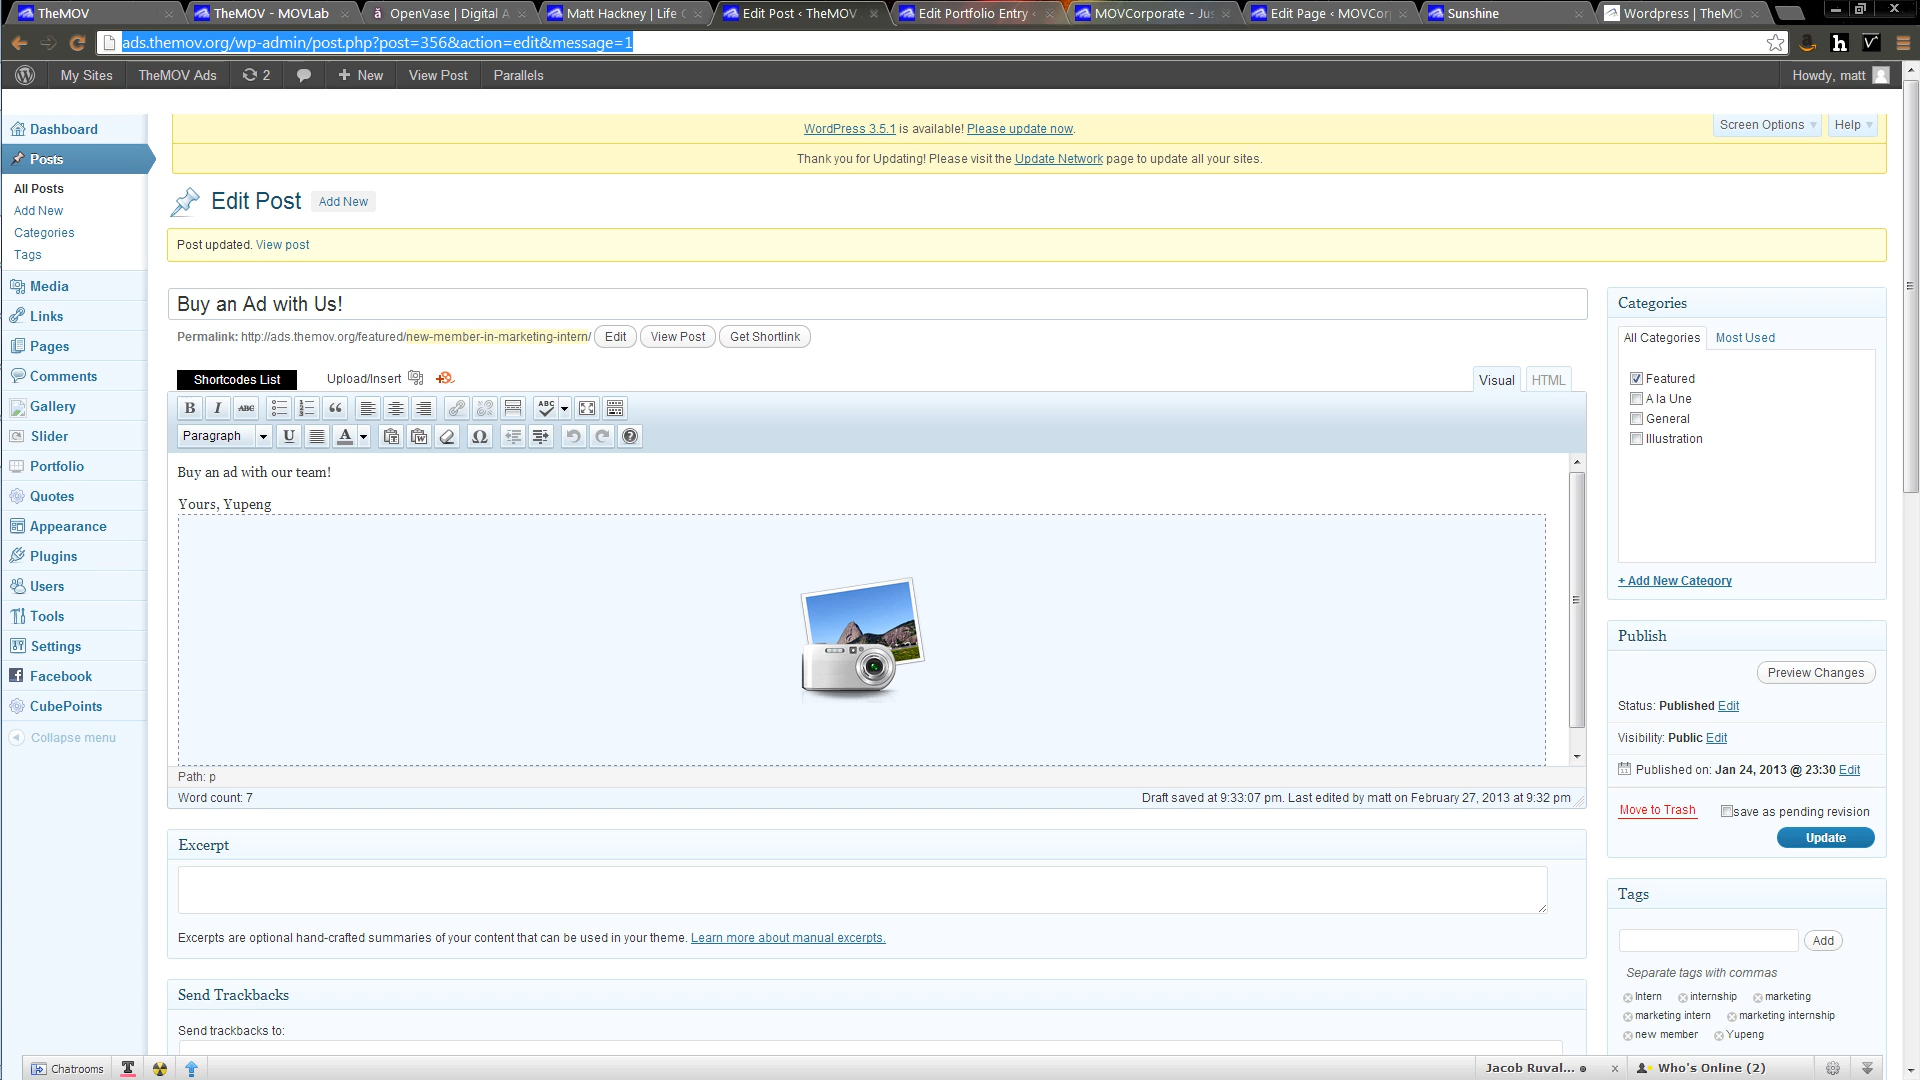 TheMOV
TheMOV - MOVLab
OpenVase | Digital A
Matt Hackney | Life
Edit Post ‹ TheMOV
Edit Portfolio Entry ‹
MOVCorporate - Jus
Edit Page ‹ MOVCor
Sunshine
Wordpress | TheMO
ads.themov.org/wp-admin/post.php?post=356&action=edit&message=1
My Sites
TheMOV Ads
2
New
View Post
Parallels
Howdy, matt
Dashboard
Posts
All Posts
Add New
Categories
Tags
Media
Links
Pages
Comments
Gallery
Slider
Portfolio
Quotes
Appearance
Plugins
Users
Tools
Settings
Facebook
CubePoints
Collapse menu
WordPress 3.5.1 is available! Please update now.
Screen Options
Help
Thank you for Updating! Please visit the Update Network page to update all your sites.
Edit Post
Add New
Post updated. View post
Buy an Ad with Us!
Permalink: http://ads.themov.org/featured/new-member-in-marketing-intern/
Edit
View Post
Get Shortlink
Shortcodes List
Upload/Insert
Visual
HTML
B I ABC ABC
Paragraph U A Ω
Buy an ad with our team!
Yours, Yupeng
Path: p
Word count: 7
Draft saved at 9:33:07 pm. Last edited by matt on February 27, 2013 at 9:32 pm
Excerpt
Excerpts are optional hand-crafted summaries of your content that can be used in your theme. Learn more about manual excerpts.
Send Trackbacks
Send trackbacks to:
Categories
All Categories
Most Used
Featured
A la Une
General
Illustration
+ Add New Category
Publish
Preview Changes
Status: Published Edit
Visibility: Public Edit
Published on: Jan 24, 2013 @ 23:30 Edit
Move to Trash
save as pending revision
Update
Tags
Add
Separate tags with commas
Intern
internship
marketing
marketing intern
marketing internship
new member
Yupeng
Chatrooms
Jacob Ruval...
Who's Online (2)